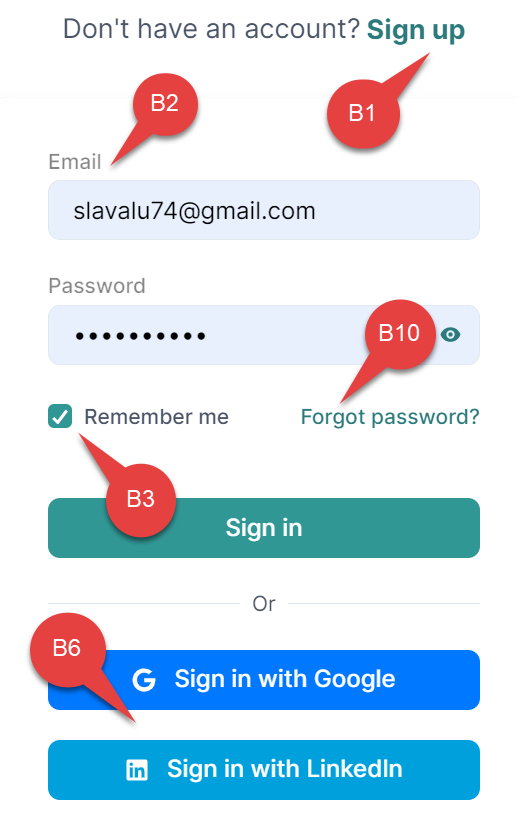 Don't have an account? Sign up
B2
B1
Email
slavalu74@gmail.com
Password
••••••••••
B10
Remember me
Forgot password?
B3
Sign in
Or
B6
G Sign in with Google
in Sign in with LinkedIn